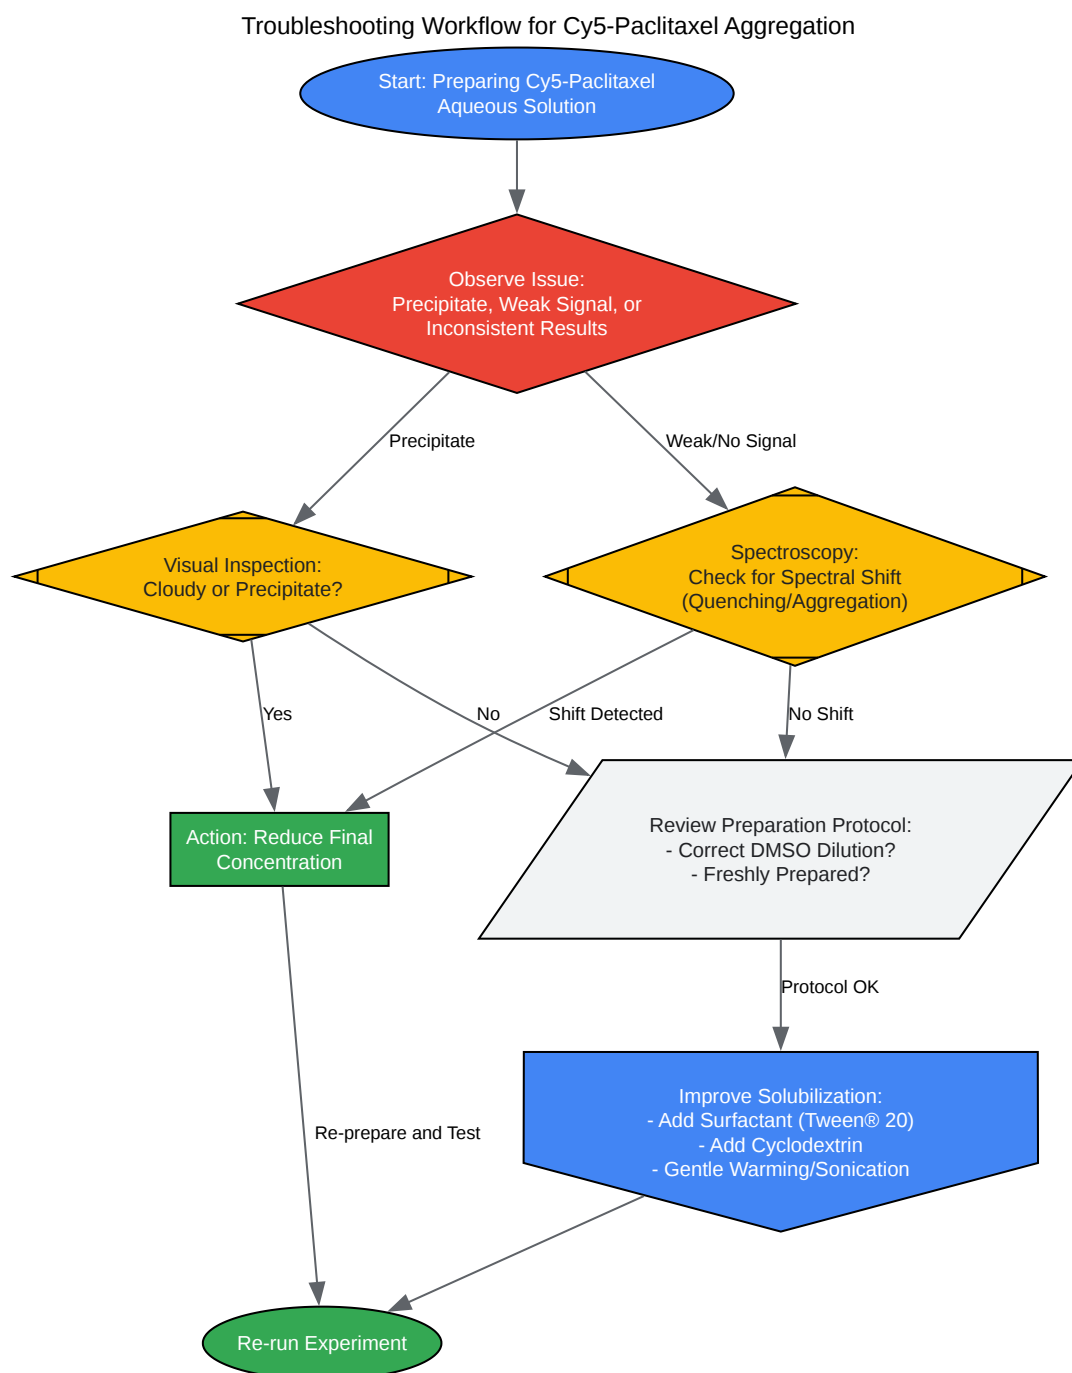 Troubleshooting Workflow for Cy5-Paclitaxel Aggregation
Start: Preparing Cy5-Paclitaxel
Aqueous Solution
Observe Issue:
Precipitate, Weak Signal, or
Inconsistent Results
Precipitate
Weak/No Signal
Visual Inspection:
Cloudy or Precipitate?
Spectroscopy:
Check for Spectral Shift
(Quenching/Aggregation)
Yes
No
Shift Detected
No Shift
Action: Reduce Final
Concentration
Review Preparation Protocol:
- Correct DMSO Dilution?
- Freshly Prepared?
Protocol OK
Improve Solubilization:
- Add Surfactant (Tween® 20)
- Add Cyclodextrin
- Gentle Warming/Sonication
Re-prepare and Test
Re-run Experiment